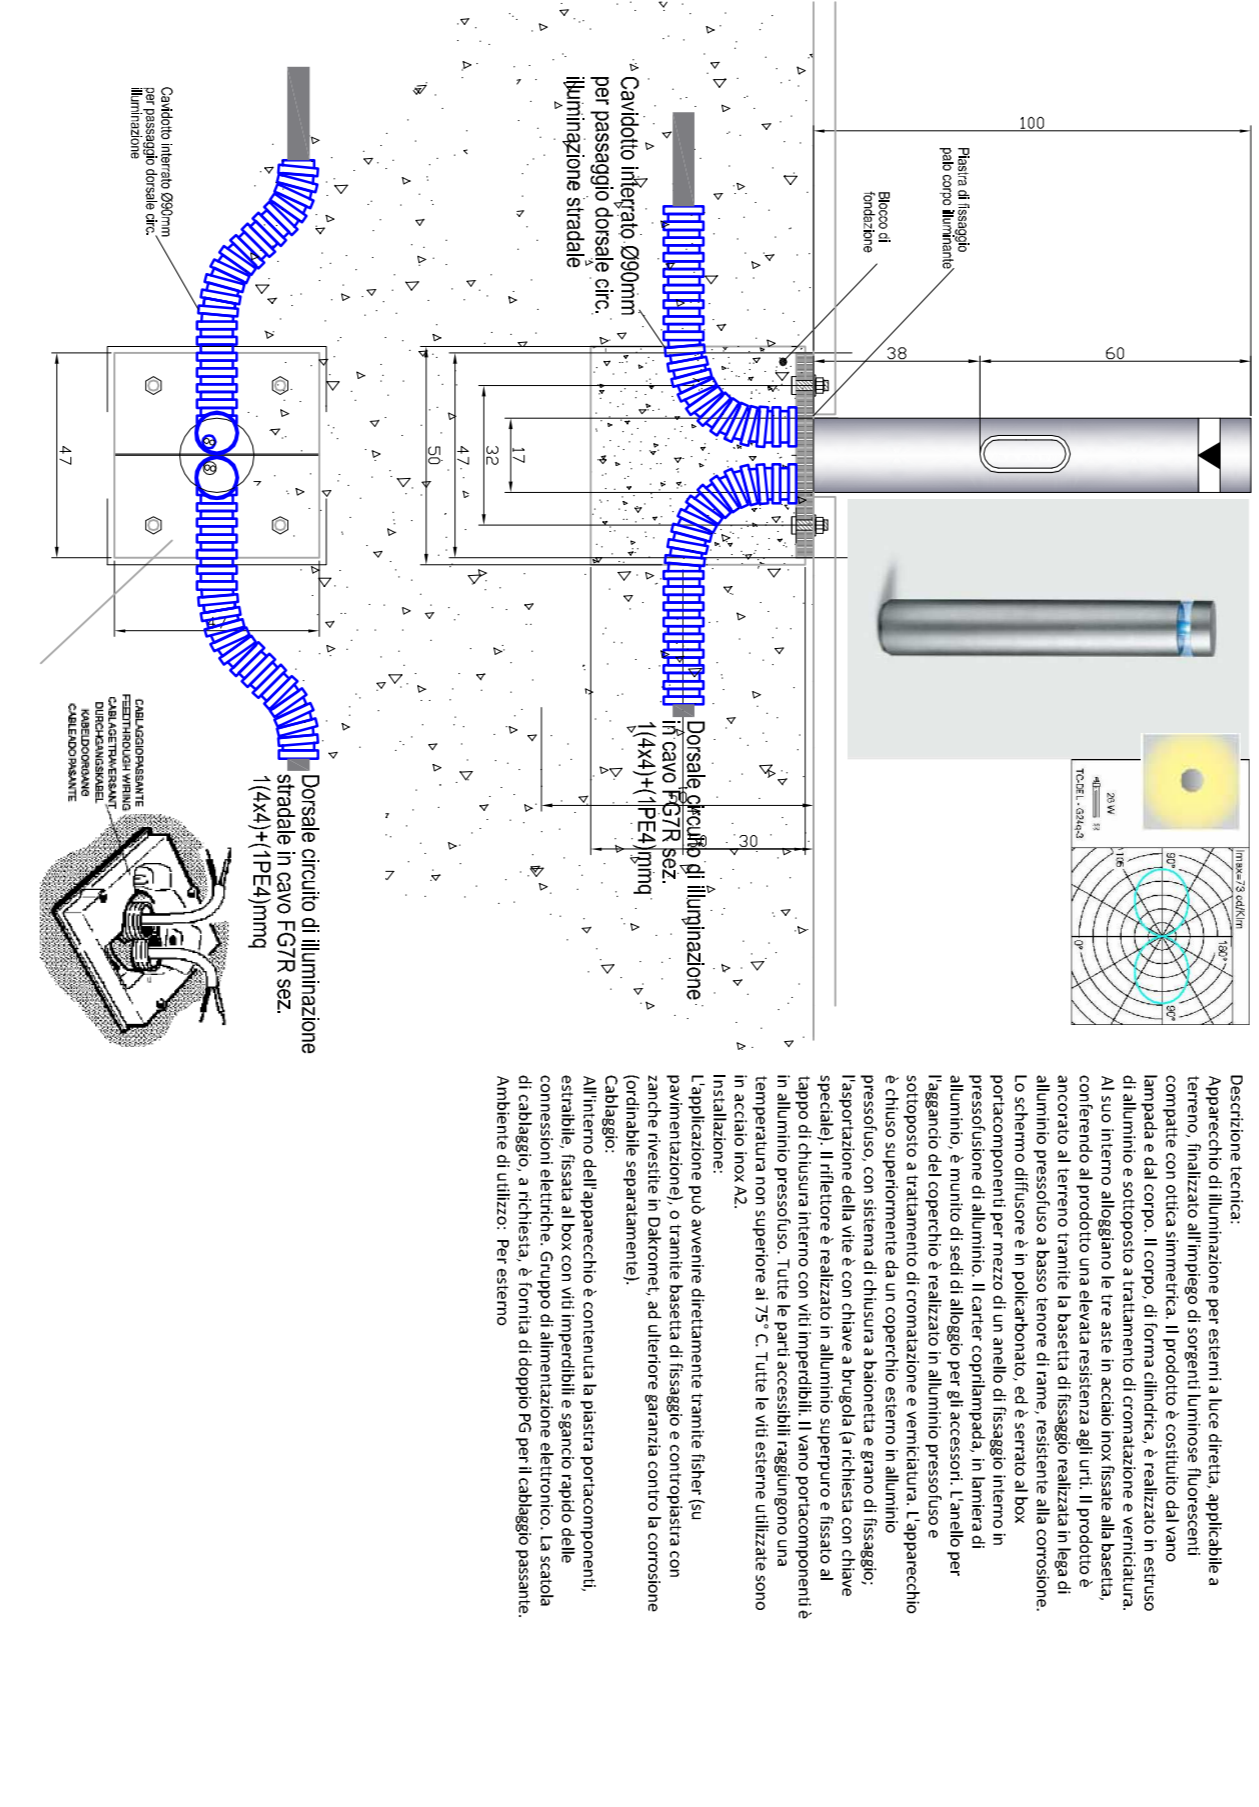 100
Piastra di fissaggio
palo corpo illuminante
Blocco di
fondazione
38
60
Cavidotto interrato Ø90mm
per passaggio dorsale circ.
illuminazione stradale
17
32
47
50
30
Dorsale circuito di illuminazione
in cavo FG7R sez.
1(4x4)+(1PE4)mmq
Cavidotto interrato Ø90mm
per passaggio dorsale circ.
illuminazione
47
47
Dorsale circuito di illuminazione
stradale in cavo FG7R sez.
1(4x4)+(1PE4)mmq
CABLAGGIO PASSANTE
FEEDTHROUGH WIRING
CABLAGE TRAVERSANT
DURCHGANGSKABEL
KABELDOORGANG
CABLEADO PASANTE
26 W
TC-DEL - G24q-3
Imax=73 cd/Klm
90°
180°
90°
105
0°
Descrizione tecnica:
Apparecchio di illuminazione per esterni a luce diretta, applicabile a
terreno, finalizzato all'impiego di sorgenti luminose fluorescenti
compatte con ottica simmetrica. Il prodotto è costituito dal vano
lampada e dal corpo. Il corpo, di forma cilindrica, è realizzato in estruso
di alluminio e sottoposto a trattamento di cromatazione e verniciatura.
Al suo interno alloggiano le tre aste in acciaio inox fissate alla basetta,
conferendo al prodotto una elevata resistenza agli urti. Il prodotto è
ancorato al terreno tramite la basetta di fissaggio realizzata in lega di
alluminio pressofuso a basso tenore di rame, resistente alla corrosione.
Lo schermo diffusore è in policarbonato, ed è serrato al box
portacomponenti per mezzo di un anello di fissaggio interno in
pressofusione di alluminio. Il carter coprilampada, in lamiera di
alluminio, è munito di sedi di alloggio per gli accessori. L'anello per
l'aggancio del coperchio è realizzato in alluminio pressofuso e
sottoposto a trattamento di cromatazione e verniciatura. L'apparecchio
è chiuso superiormente da un coperchio esterno in alluminio
pressofuso, con sistema di chiusura a baionetta e grano di fissaggio;
l'asportazione della vite è con chiave a brugola (a richiesta con chiave
speciale). Il riflettore è realizzato in alluminio superpuro e fissato al
tappo di chiusura interno con viti imperdibili. Il vano portacomponenti è
in alluminio pressofuso. Tutte le parti accessibili raggiungono una
temperatura non superiore ai 75° C. Tutte le viti esterne utilizzate sono
in acciaio inox A2.
Installazione:
L'applicazione può avvenire direttamente tramite fisher (su
pavimentazione), o tramite basetta di fissaggio e contropiastra con
zanche rivestite in Dakromet, ad ulteriore garanzia contro la corrosione
(ordinabile separatamente).
Cablaggio:
All'interno dell'apparecchio è contenuta la piastra portacomponenti,
estraibile, fissata al box con viti imperdibili e sgancio rapido delle
connessioni elettriche. Gruppo di alimentazione elettronico. La scatola
di cablaggio, a richiesta, è fornita di doppio PG per il cablaggio passante.
Ambiente di utilizzo: Per esterno